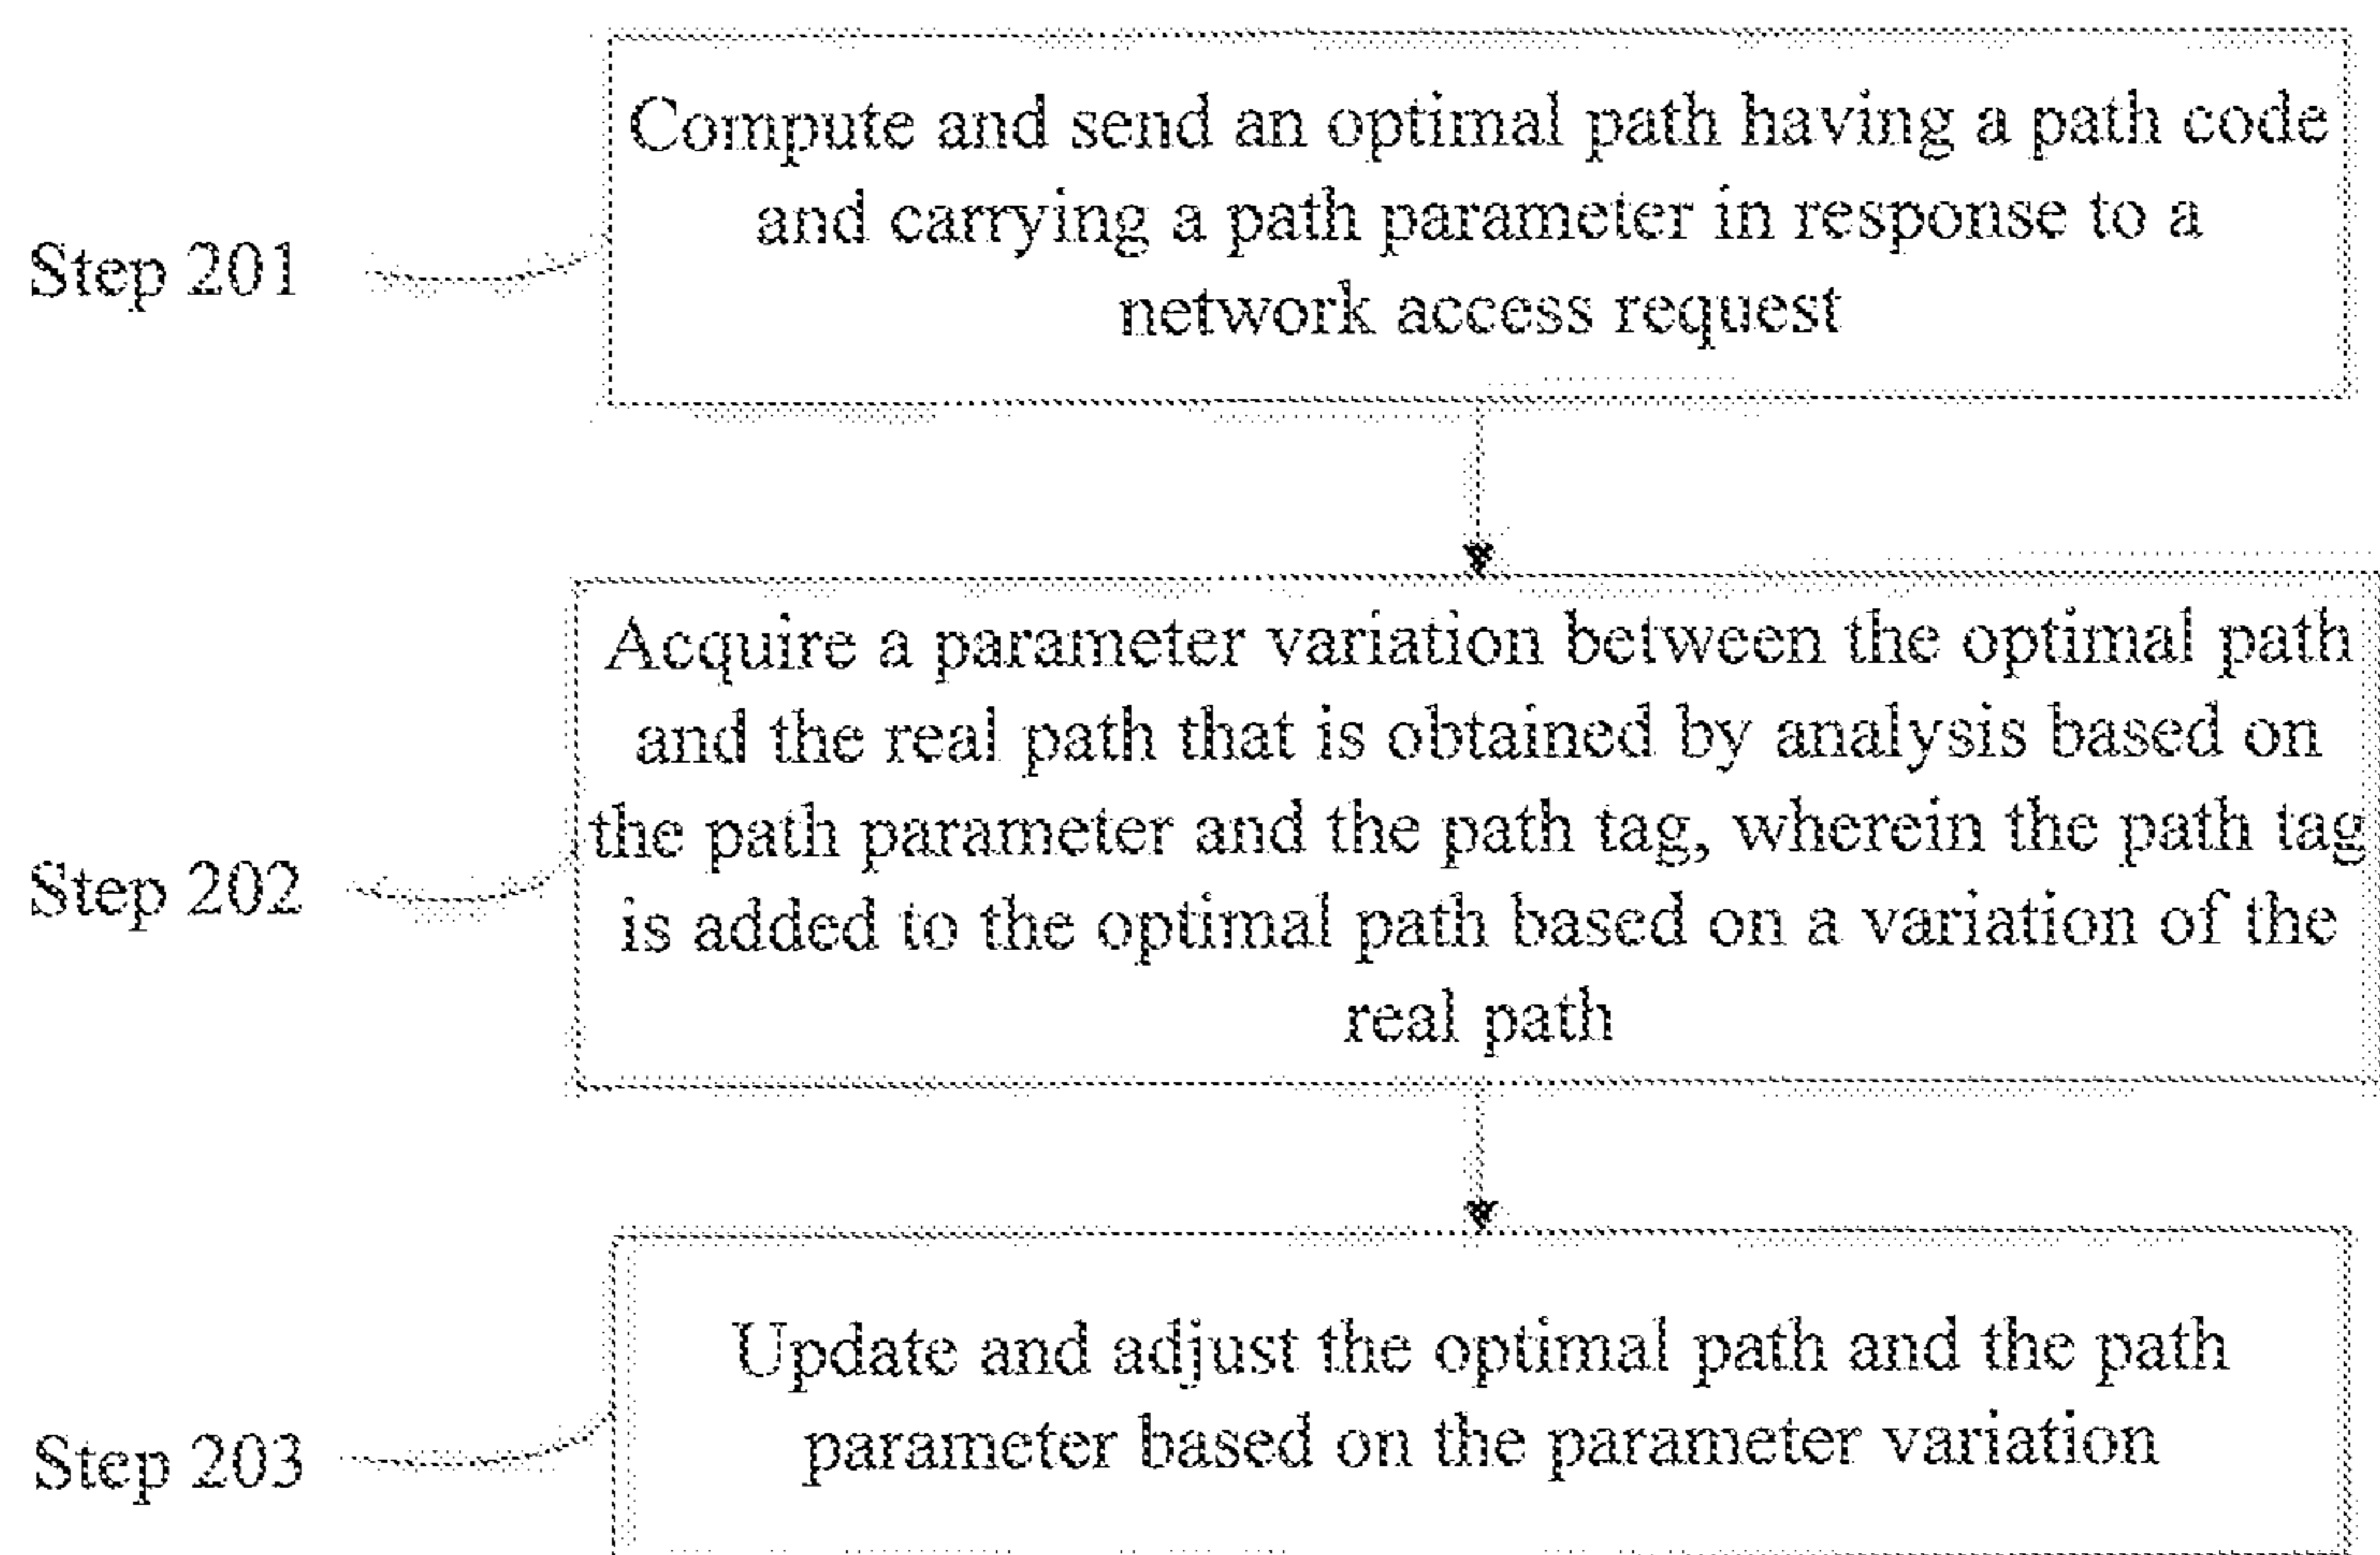 Compute and send an optimal path having a path code
and carrying a path parameter in response to a
network access request
Step 201
Acquire a parameter variation between the optimal path
and the real path that is obtained by analysis based on
the path parameter and the path tag, wherein the path tag
is added to the optimal path based on a variation of the
real path
Step 202
Update and adjust the optimal path and the path
parameter based on the parameter variation
Step 203